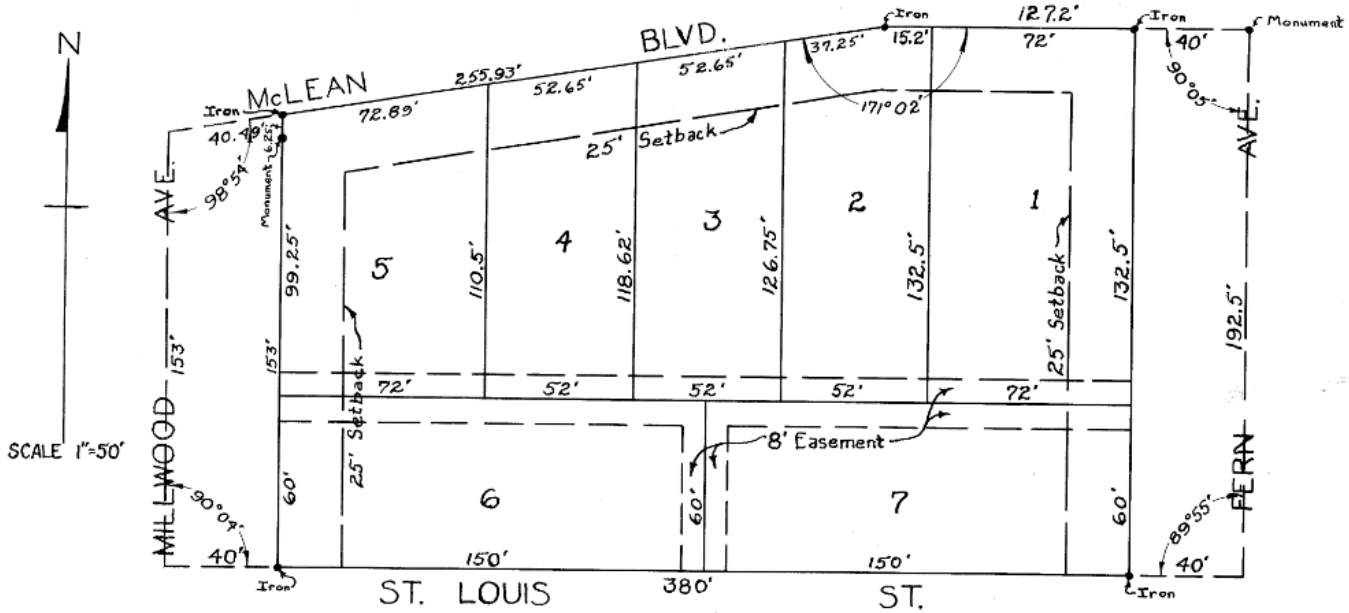 N
SCALE 1"=50'
McLEAN BLVD.
Iron
40.49'
6.25'
Monument
98°54'
MILLWOOD AVE.
153'
90°07'
40'
Iron
255.93'
72.89'
52.65'
52.65'
37.25'
15.2'
Iron
127.2'
72'
Iron
40'
Monument
171°02'
90°05'
25' Setback
99.25'
153'
5
110.5'
4
118.62'
3
126.75'
2
132.5'
1
132.5'
25' Setback
25' Setback
72'
52'
52'
52'
72'
8' Easement
60'
6
60'
7
60'
150'
150'
ST. LOUIS ST.
380'
FERN AVE.
192.5'
89°55'
40'
Iron